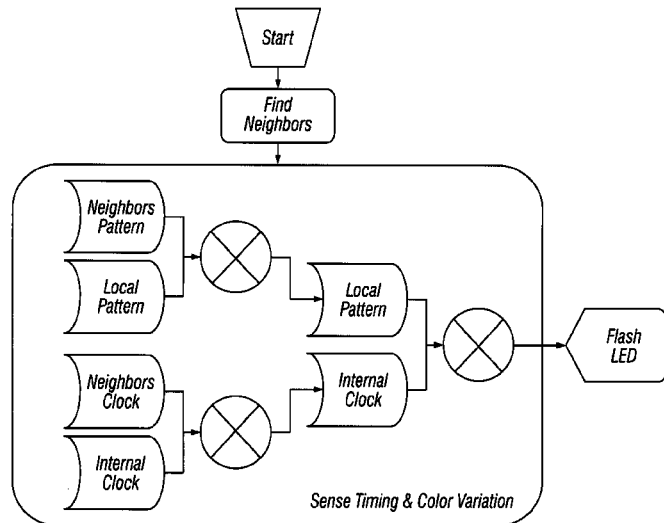 Start
Find
Neighbors
Neighbors
Pattern
Local
Pattern
Local
Pattern
Neighbors
Clock
Internal
Clock
Internal
Clock
Flash
LED
Sense Timing & Color Variation